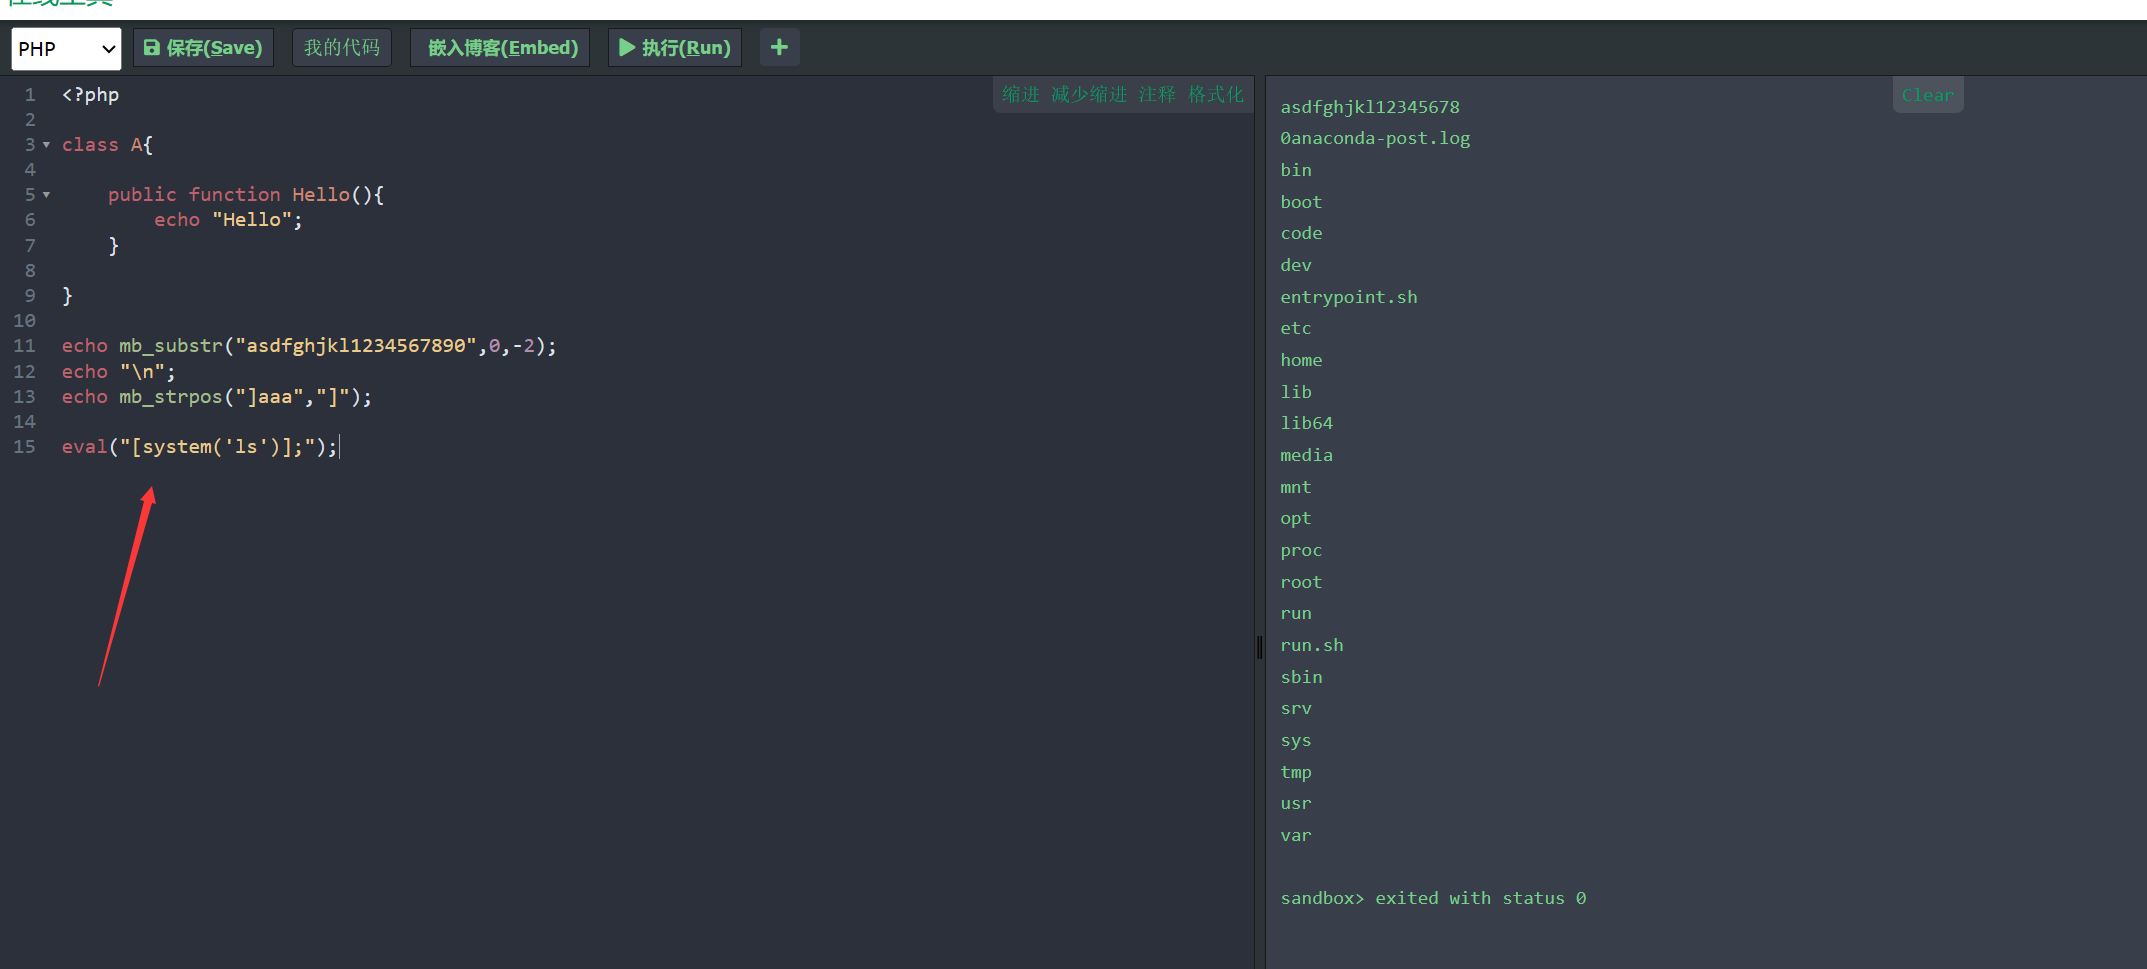 PHP 保存(Save) 我的代码 嵌入博客(Embed) 执行(Run) +
缩进 减少缩进 注释 格式化
1 <?php
2
3 class A{
4
5     public function Hello(){
6         echo "Hello";
7     }
8
9 }
10
11 echo mb_substr("asdfghjkl1234567890",0,-2);
12 echo "\n";
13 echo mb_strpos("]aaa","]");
14
15 eval("[system('ls')];");
Clear
asdfghjkl12345678
0anaconda-post.log
bin
boot
code
dev
entrypoint.sh
etc
home
lib
lib64
media
mnt
opt
proc
root
run
run.sh
sbin
srv
sys
tmp
usr
var
sandbox> exited with status 0